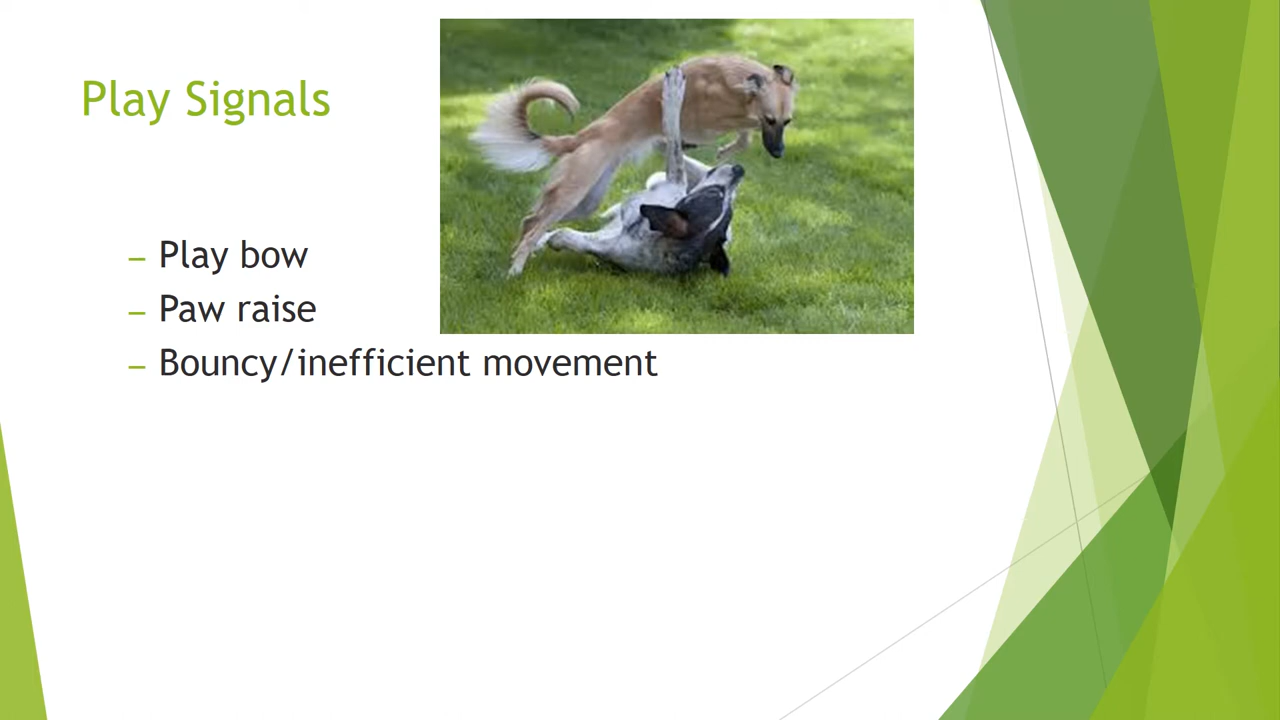 Play Signals
– Play bow
– Paw raise
– Bouncy/inefficient movement